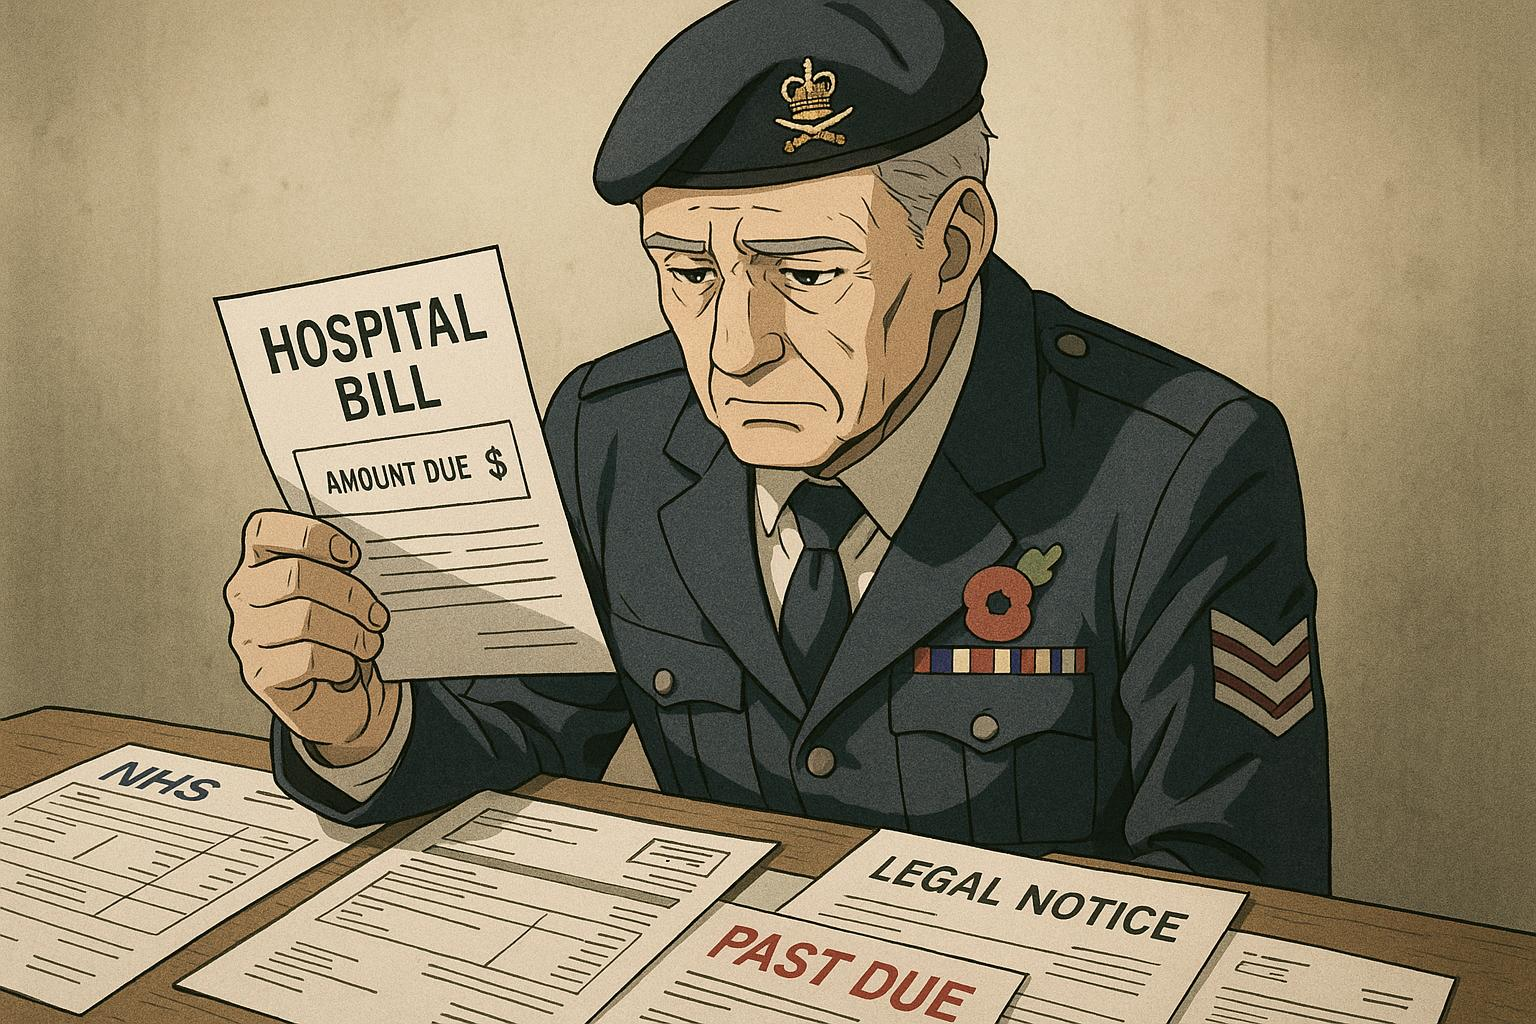 HOSPITAL
BILL
AMOUNT DUE $
NHS
LEGAL NOTICE
PAST DUE